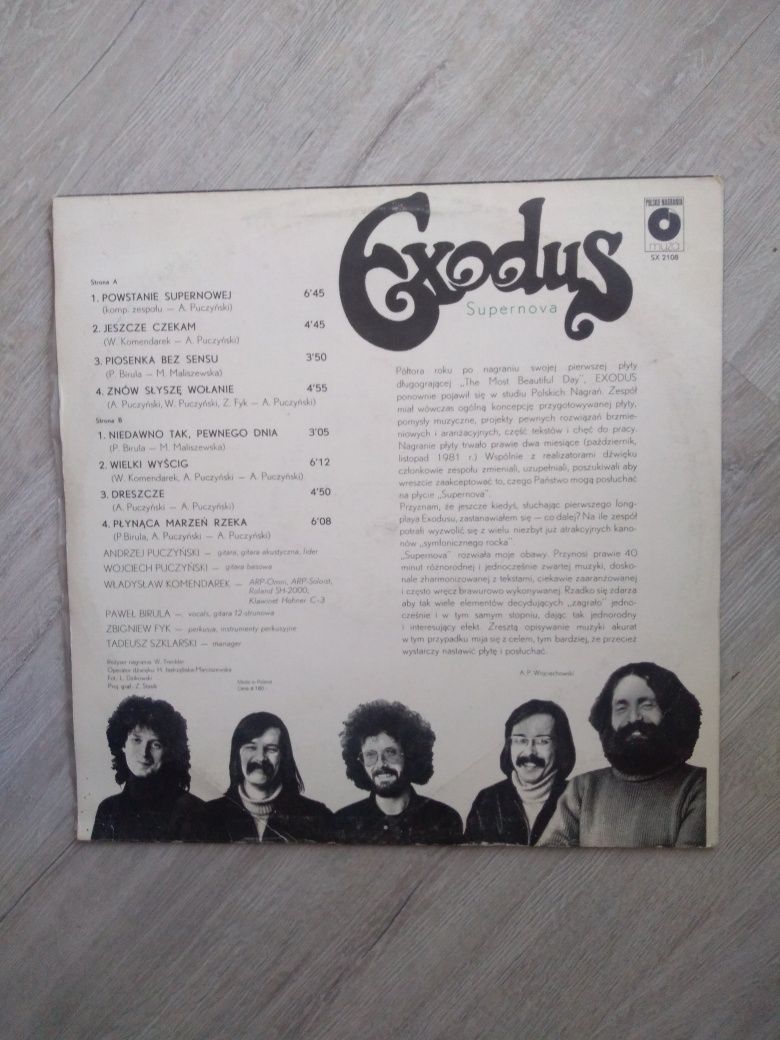 Exodus
Supernova
POLSKIE NAGRANIA
muza
SX 2108
Strona A
1. POWSTANIE SUPERNOWEJ 6'45
(komp. zespołu — A. Puczyński)
2. JESZCZE CZEKAM 4'45
(W. Komendarek — A. Puczyński)
3. PIOSENKA BEZ SENSU 3'50
(P. Birula — M. Maliszewska)
4. ZNÓW SŁYSZĘ WOŁANIE 4'55
(A. Puczyński, W. Puczyński, Z. Fyk — A. Puczyński)
Strona B
1. NIEDAWNO TAK, PEWNEGO DNIA 3'05
(P. Birula — M. Maliszewska)
2. WIELKI WYŚCIG 6'12
(W. Komendarek, A. Puczyński — A. Puczyński)
3. DRESZCZE 4'50
(A. Puczyński — A. Puczyński)
4. PŁYNĄCA MARZEŃ RZEKA 6'08
(P. Birula, A. Puczyński — A. Puczyński)
ANDRZEJ PUCZYŃSKI — gitara, gitara akustyczna, lider
WOJCIECH PUCZYŃSKI — gitara basowa
WŁADYSŁAW KOMENDAREK — ARP-Omni, ARP-Soloist,
Roland SH-2000,
Klawinet Hohner C-3
PAWEŁ BIRULA — vocals, gitara 12-strunowa
ZBIGNIEW FYK — perkusja, instrumenty perkusyjne
TADEUSZ SZKLARSKI — manager
Reżyser nagrania: W. Trenkler
Operator dźwięku: H. Jastrzębska-Marciszewska
Proj. graf.: Z. Stasik
Made in Poland
Cena zł 180.-
Półtora roku po nagraniu swojej pierwszej płyty
długogrającej „The Most Beautiful Day", EXODUS
ponownie pojawił się w studiu Polskich Nagrań. Zespół
miał wówczas ogólną koncepcję przygotowywanej płyty,
pomysły muzyczne, projekty pewnych rozwiązań brzmie-
niowych i aranżacyjnych, część tekstów i chęć do pracy.
Nagranie płyty trwało prawie dwa miesiące (październik,
listopad 1981 r.) Wspólnie z realizatorami dźwięku
członkowie zespołu zmieniali, uzupełniali, poszukiwali aby
wreszcie zaakceptować to, czego Państwo mogą posłuchać
na płycie „Supernova".
Przyznam, że jeszcze kiedyś, słuchając pierwszego long-
playa Exodusu, zastanawiałem się — co dalej? Na ile zespół
potrafi wyzwolić się z wielu niezbyt już atrakcyjnych kano-
nów „symfonicznego rocka".
„Supernova" rozwiała moje obawy. Przynosi prawie 40
minut różnorodnej i jednocześnie zwartej muzyki, dosko-
nale zharmonizowanej z tekstami, ciekawie zaaranżowanej
i często wręcz brawurowo wykonywanej. Rzadko się zdarza
aby tak wiele elementów decydujących „zagrało" jedno-
cześnie i w tym samym stopniu, dając tak jednorodny
i interesujący efekt. Zresztą opisywanie muzyki akurat
w tym przypadku mija się z celem, tym bardziej, że przecież
wystarczy nastawić płytę i posłuchać.
A. P. Wojciechowski